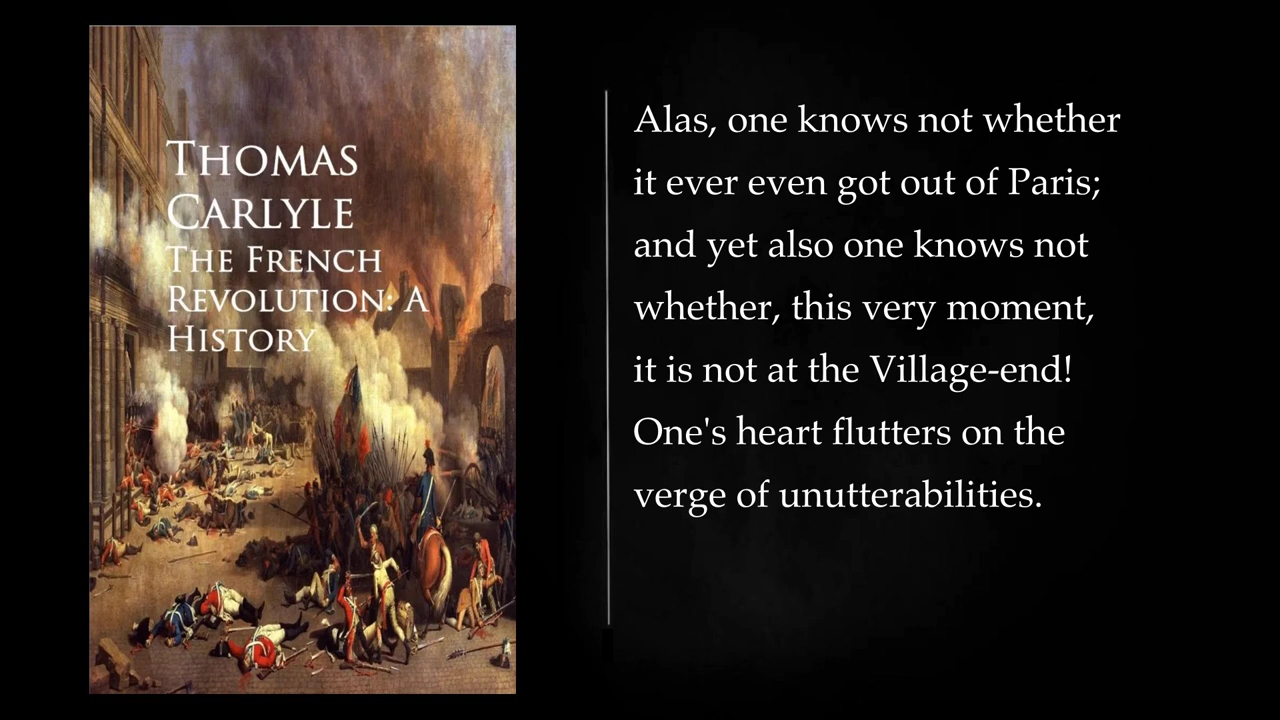 THOMAS
CARLYLE
THE FRENCH
REVOLUTION: A
HISTORY
Alas, one knows not whether
it ever even got out of Paris;
and yet also one knows not
whether, this very moment,
it is not at the Village-end!
One's heart flutters on the
verge of unutterabilities.